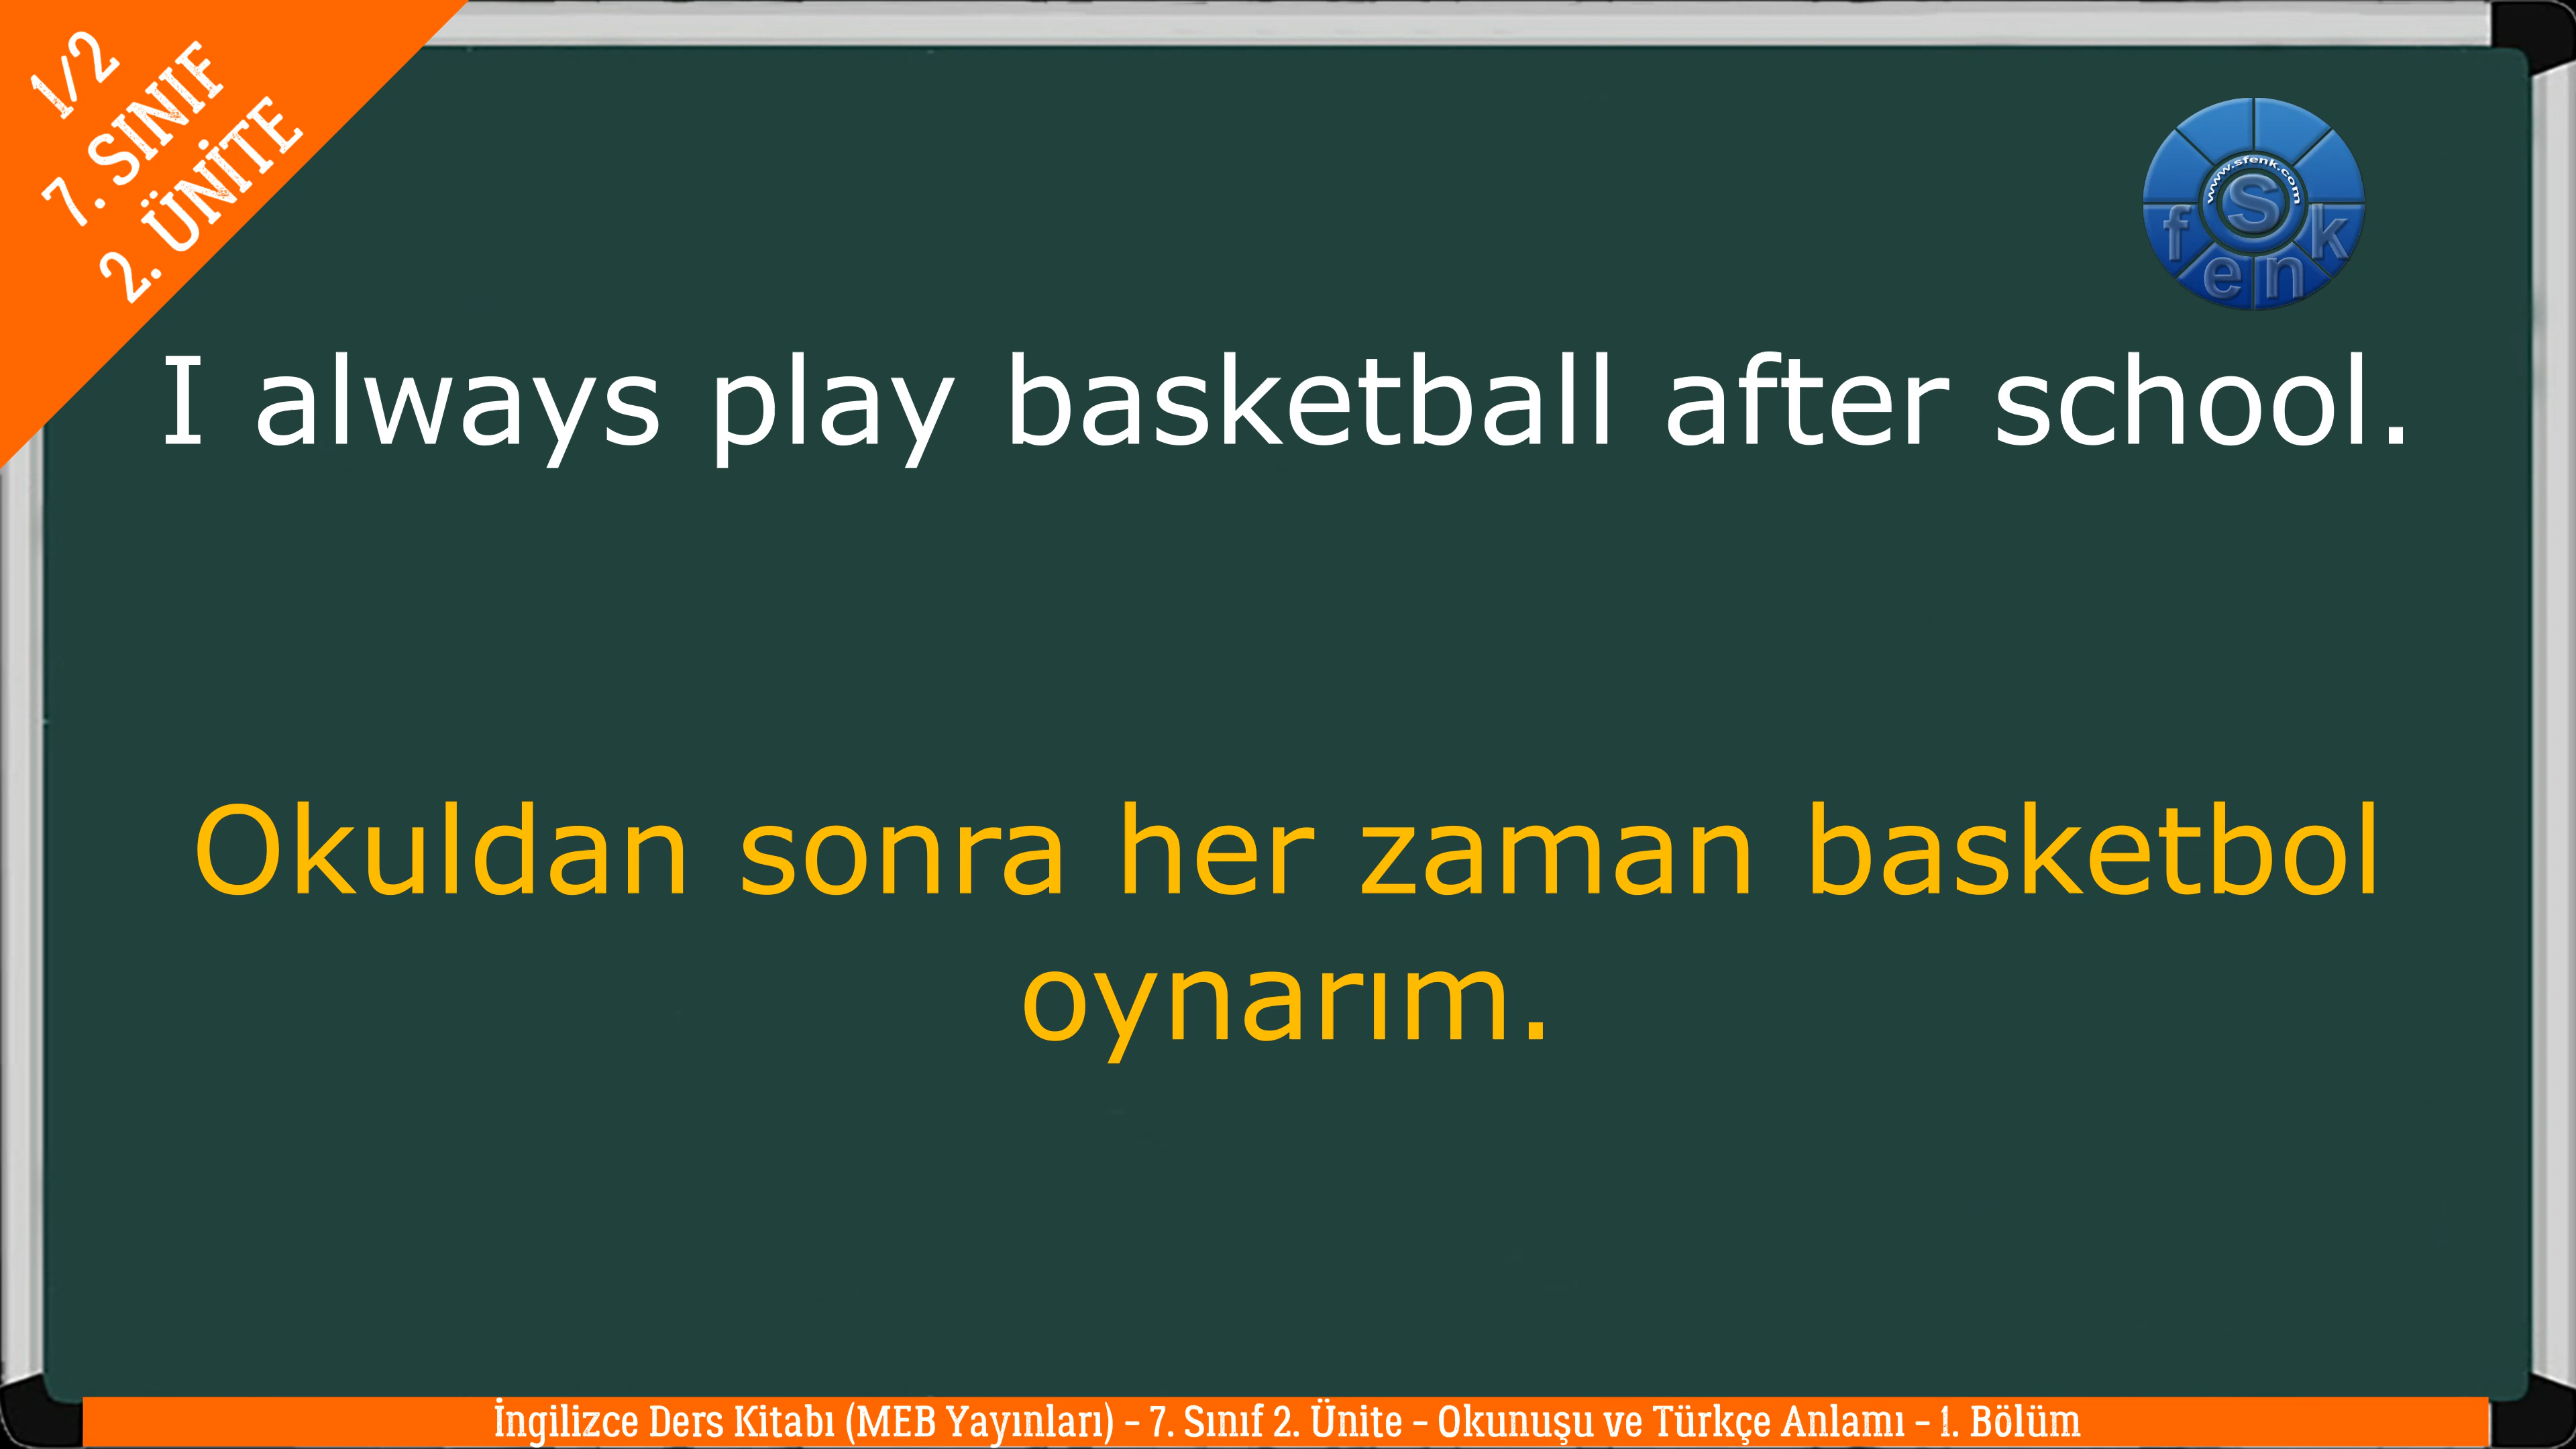 1/2
7. SINIF
2. ÜNİTE
www.sfenk.com
S
f e n k
I always play basketball after school.
Okuldan sonra her zaman basketbol
oynarım.
İngilizce Ders Kitabı (MEB Yayınları) – 7. Sınıf 2. Ünite – Okunuşu ve Türkçe Anlamı – 1. Bölüm